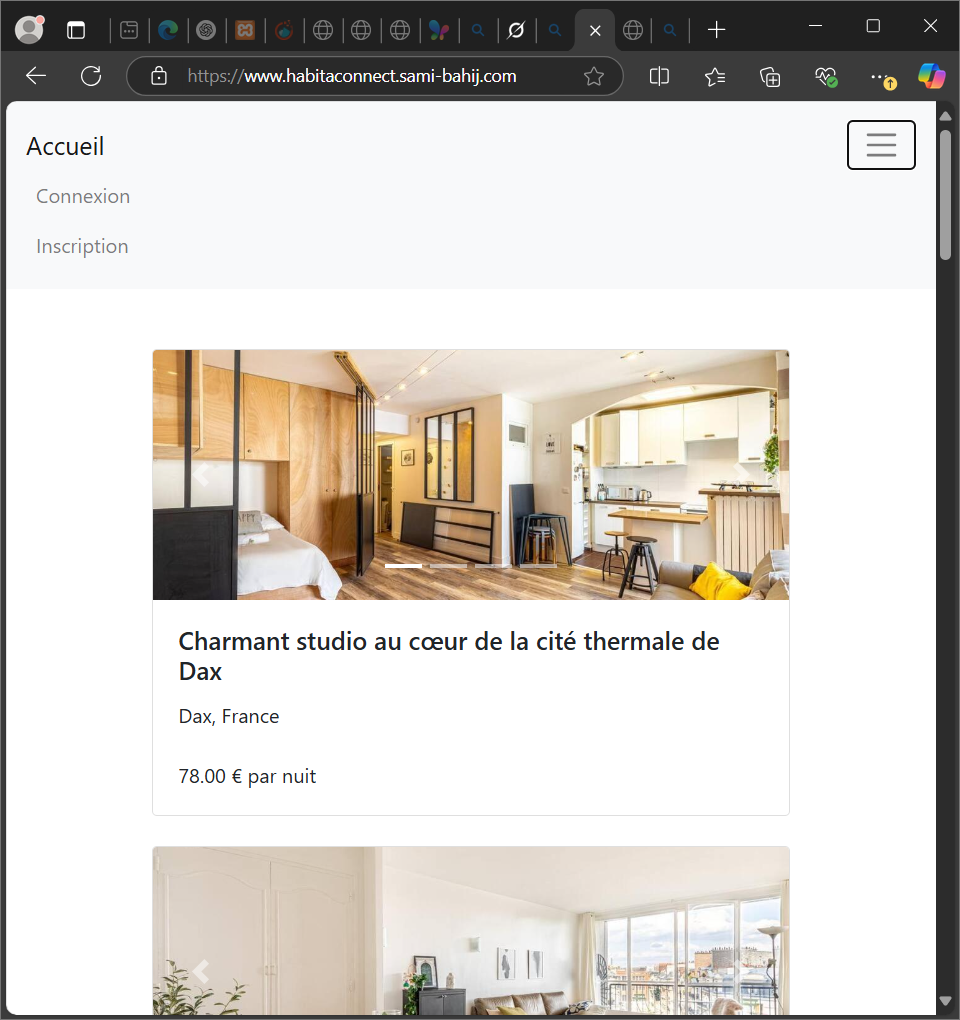 https://www.habitaconnect.sami-bahij.com
Accueil
Connexion
Inscription
Charmant studio au cœur de la cité thermale de
Dax
Dax, France
78.00 € par nuit